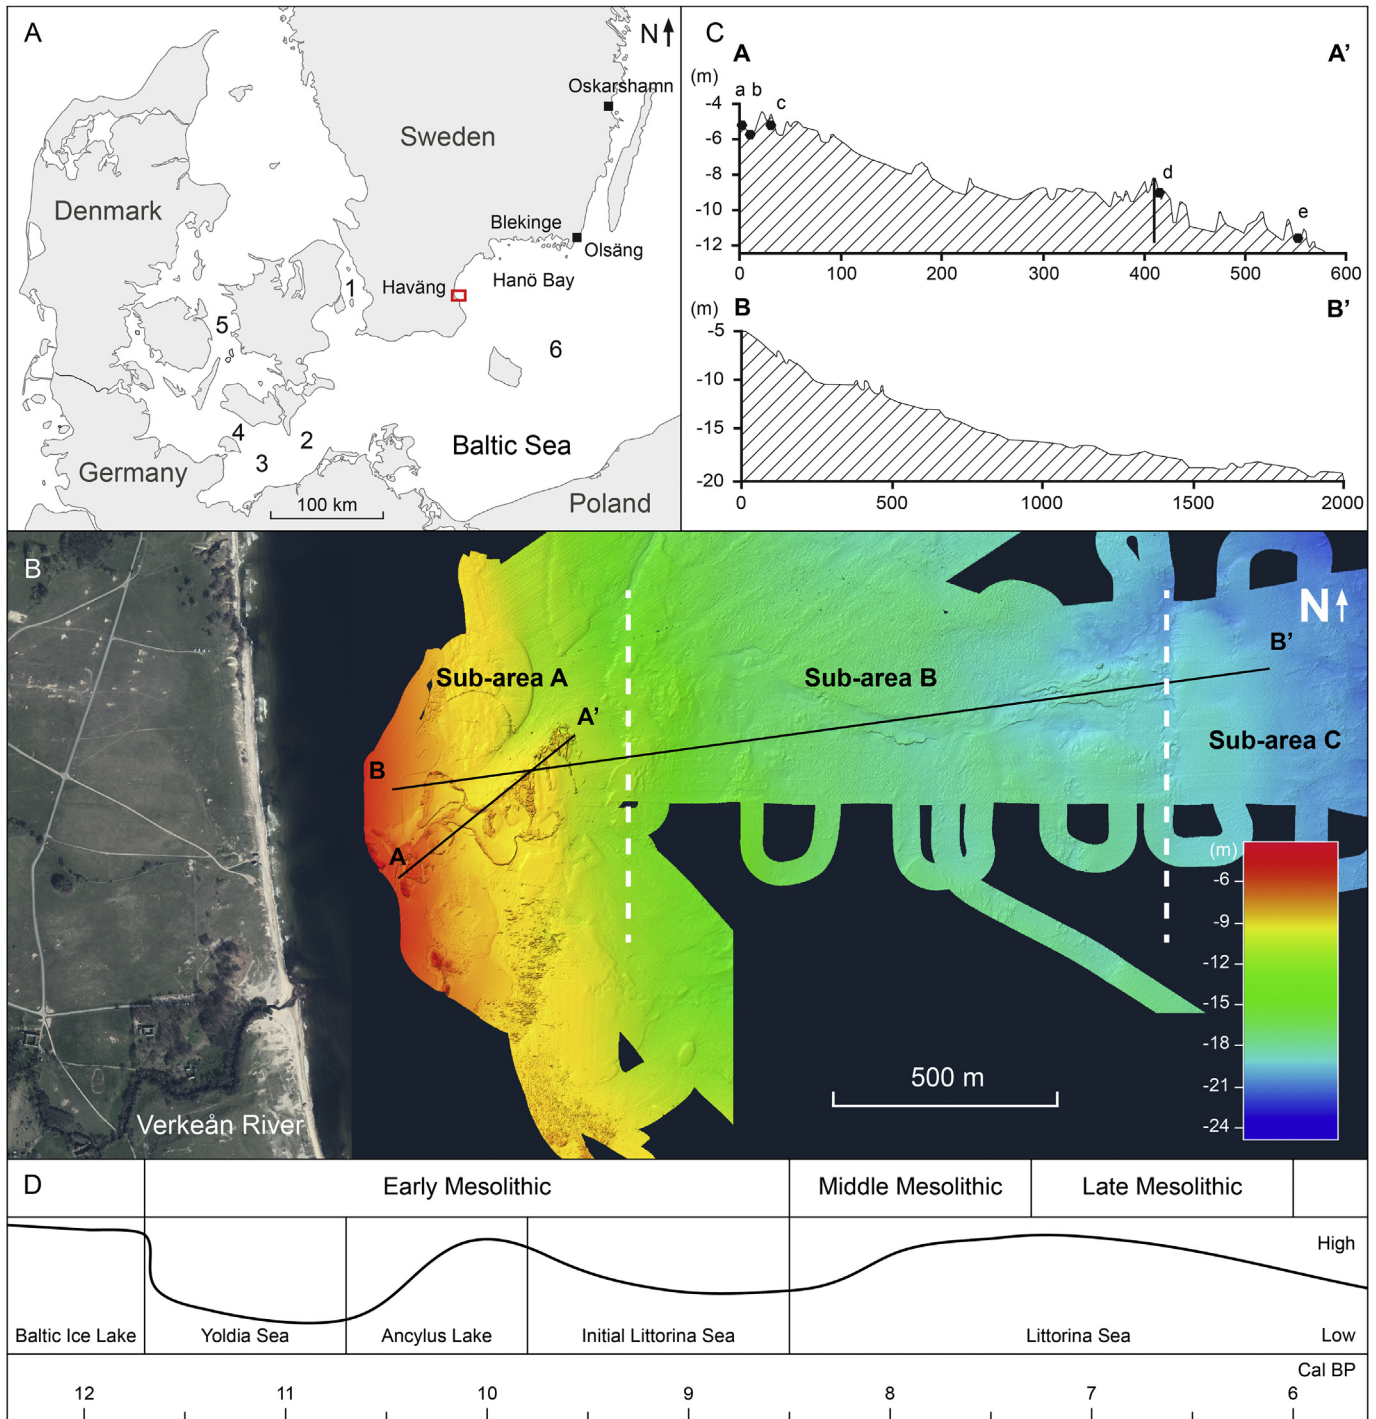 A
N
Oskarshamn
Sweden
Denmark
Blekinge
Olsäng
Haväng
Hanö Bay
1
5
6
4
2
3
Baltic Sea
Germany
100 km
Poland
C
A
A’
(m)
a b
c
d
e
-4
-6
-8
-10
-12
0
100
200
300
400
500
600
(m)
B
B’
-5
-10
-15
-20
0
500
1000
1500
2000
B
N
B’
Sub-area A
Sub-area B
A’
Sub-area C
B
A
(m)
-6
-9
-12
-15
-18
-21
-24
500 m
Verkeån River
D
Early Mesolithic
Middle Mesolithic
Late Mesolithic
High
Baltic Ice Lake
Yoldia Sea
Ancylus Lake
Initial Littorina Sea
Littorina Sea
Low
Cal BP
12
11
10
9
8
7
6